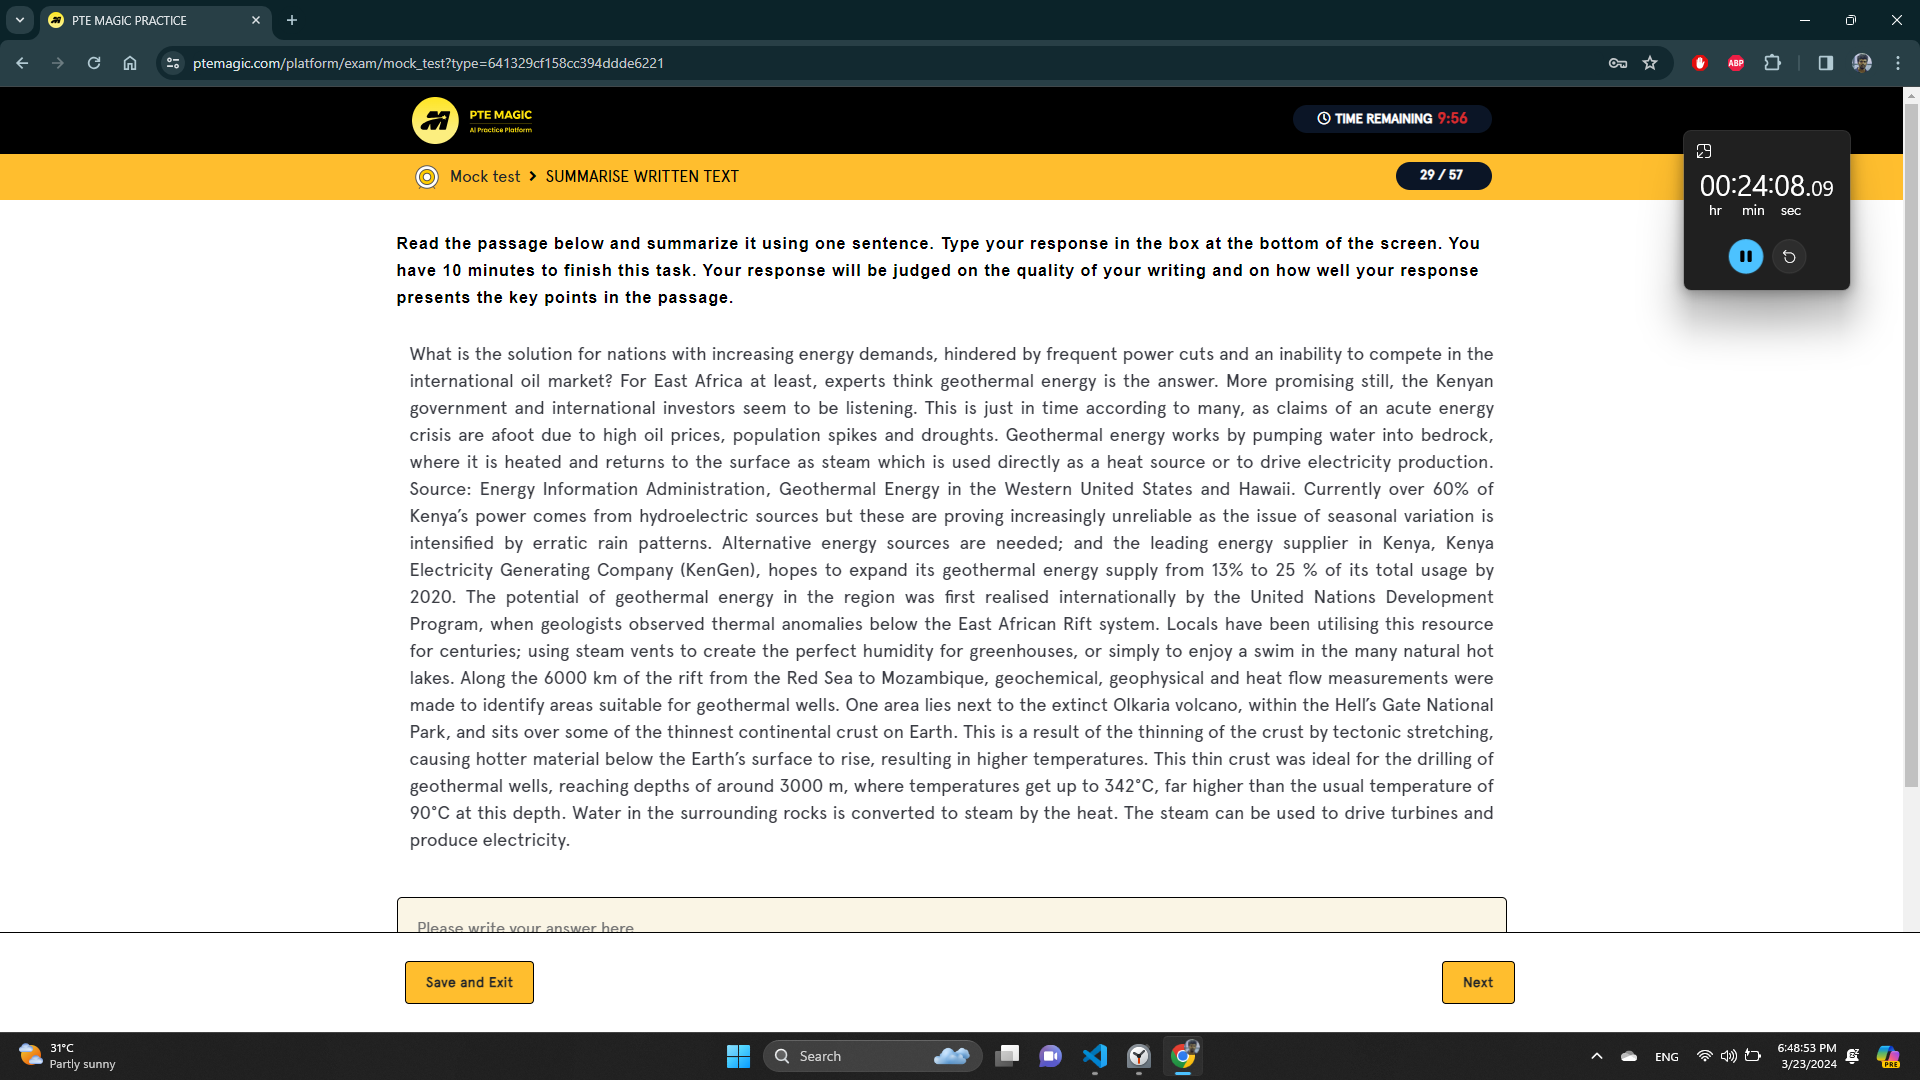 PTE MAGIC PRACTICE
ptemagic.com/platform/exam/mock_test?type=641329cf158cc394ddde6221
ABP
PTE MAGIC
AI Practice Platform
TIME REMAINING 9:56
Mock test > SUMMARISE WRITTEN TEXT
29 / 57
00:24:08.09
hr min sec
Read the passage below and summarize it using one sentence. Type your response in the box at the bottom of the screen. You
have 10 minutes to finish this task. Your response will be judged on the quality of your writing and on how well your response
presents the key points in the passage.
What is the solution for nations with increasing energy demands, hindered by frequent power cuts and an inability to compete in the
international oil market? For East Africa at least, experts think geothermal energy is the answer. More promising still, the Kenyan
government and international investors seem to be listening. This is just in time according to many, as claims of an acute energy
crisis are afoot due to high oil prices, population spikes and droughts. Geothermal energy works by pumping water into bedrock,
where it is heated and returns to the surface as steam which is used directly as a heat source or to drive electricity production.
Source: Energy Information Administration, Geothermal Energy in the Western United States and Hawaii. Currently over 60% of
Kenya's power comes from hydroelectric sources but these are proving increasingly unreliable as the issue of seasonal variation is
intensified by erratic rain patterns. Alternative energy sources are needed; and the leading energy supplier in Kenya, Kenya
Electricity Generating Company (KenGen), hopes to expand its geothermal energy supply from 13% to 25 % of its total usage by
2020. The potential of geothermal energy in the region was first realised internationally by the United Nations Development
Program, when geologists observed thermal anomalies below the East African Rift system. Locals have been utilising this resource
for centuries; using steam vents to create the perfect humidity for greenhouses, or simply to enjoy a swim in the many natural hot
lakes. Along the 6000 km of the rift from the Red Sea to Mozambique, geochemical, geophysical and heat flow measurements were
made to identify areas suitable for geothermal wells. One area lies next to the extinct Olkaria volcano, within the Hell's Gate National
Park, and sits over some of the thinnest continental crust on Earth. This is a result of the thinning of the crust by tectonic stretching,
causing hotter material below the Earth's surface to rise, resulting in higher temperatures. This thin crust was ideal for the drilling of
geothermal wells, reaching depths of around 3000 m, where temperatures get up to 342°C, far higher than the usual temperature of
90°C at this depth. Water in the surrounding rocks is converted to steam by the heat. The steam can be used to drive turbines and
produce electricity.
Please write your answer here
Save and Exit
Next
31°C
Partly sunny
Search
ENG
6:48:53 PM
3/23/2024
PRE